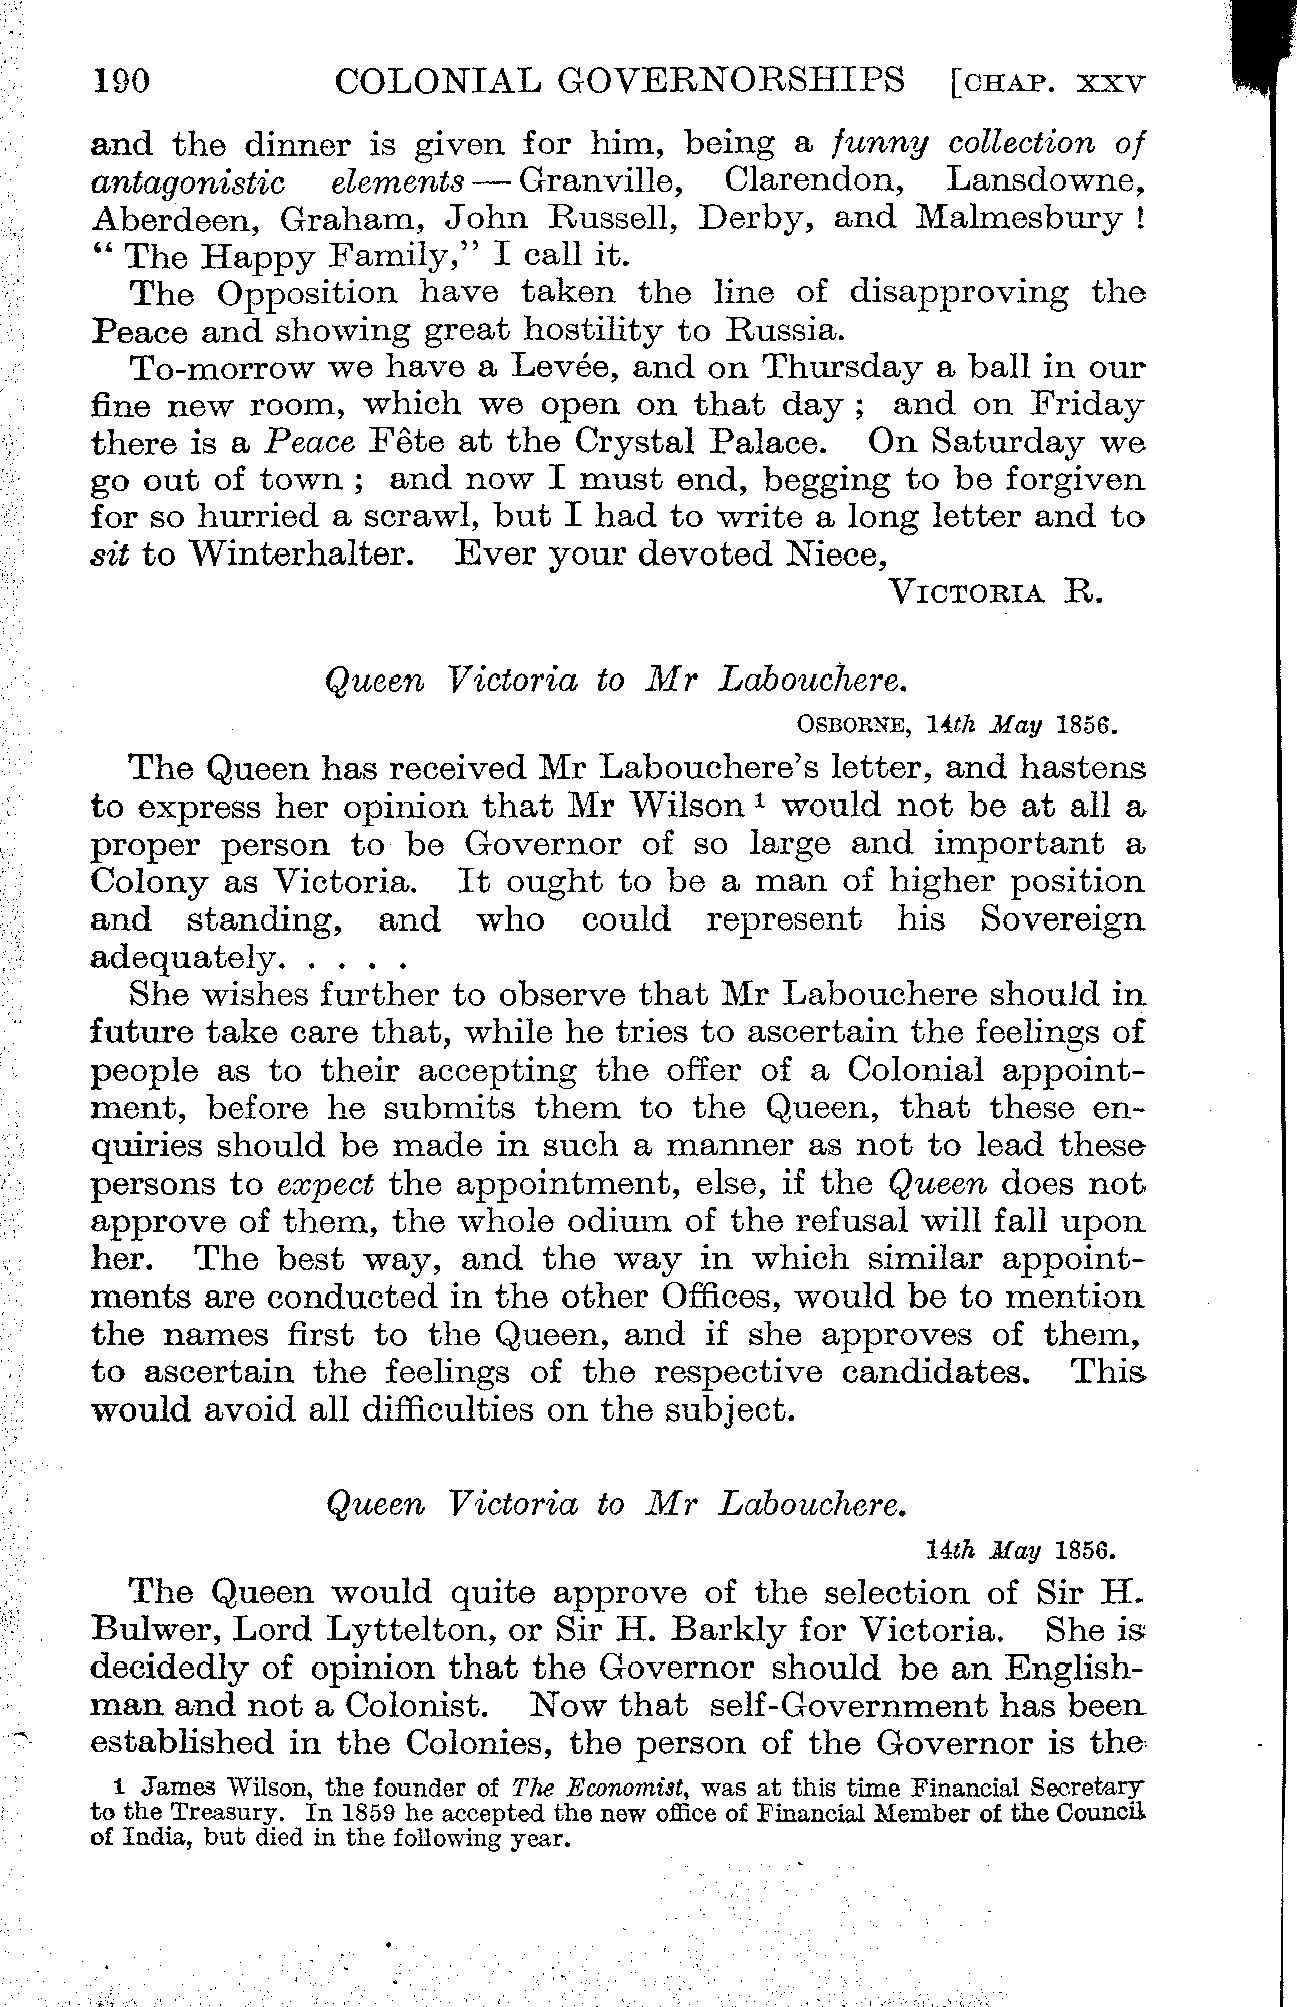 190 COLONIAL GOVERNORSHIPS [CHAP. XXV
and the dinner is given for him, being a funny collection of
antagonistic elements — Granville, Clarendon, Lansdowne,
Aberdeen, Graham, John Russell, Derby, and Malmesbury !
“ The Happy Family,” I call it.
The Opposition have taken the line of disapproving the
Peace and showing great hostility to Russia.
To-morrow we have a Levée, and on Thursday a ball in our
fine new room, which we open on that day ; and on Friday
there is a Peace Fête at the Crystal Palace. On Saturday we
go out of town ; and now I must end, begging to be forgiven
for so hurried a scrawl, but I had to write a long letter and to
sit to Winterhalter. Ever your devoted Niece,
VICTORIA R.
Queen Victoria to Mr Labouchere.
OSBORNE, 14th May 1856.
The Queen has received Mr Labouchere's letter, and hastens
to express her opinion that Mr Wilson 1 would not be at all a
proper person to be Governor of so large and important a
Colony as Victoria. It ought to be a man of higher position
and standing, and who could represent his Sovereign
adequately. . . . .
She wishes further to observe that Mr Labouchere should in
future take care that, while he tries to ascertain the feelings of
people as to their accepting the offer of a Colonial appoint-
ment, before he submits them to the Queen, that these en-
quiries should be made in such a manner as not to lead these
persons to expect the appointment, else, if the Queen does not
approve of them, the whole odium of the refusal will fall upon
her. The best way, and the way in which similar appoint-
ments are conducted in the other Offices, would be to mention
the names first to the Queen, and if she approves of them,
to ascertain the feelings of the respective candidates. This
would avoid all difficulties on the subject.
Queen Victoria to Mr Labouchere.
14th May 1856.
The Queen would quite approve of the selection of Sir H.
Bulwer, Lord Lyttelton, or Sir H. Barkly for Victoria. She is
decidedly of opinion that the Governor should be an English-
man and not a Colonist. Now that self-Government has been
established in the Colonies, the person of the Governor is the
1 James Wilson, the founder of The Economist, was at this time Financial Secretary
to the Treasury. In 1859 he accepted the new office of Financial Member of the Council
of India, but died in the following year.